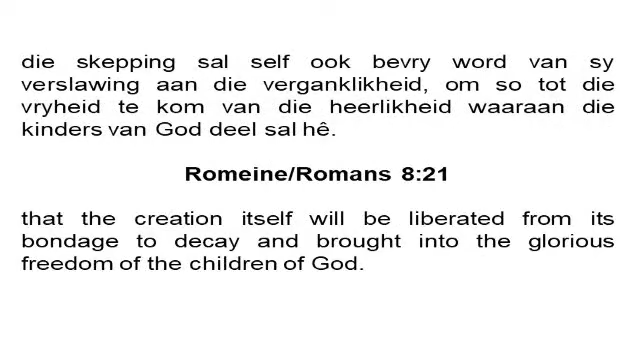 die skepping sal self ook bevry word van sy
verslawing aan die verganklikheid, om so tot die
vryheid te kom van die heerlikheid waaraan die
kinders van God deel sal hê.
Romeine/Romans 8:21
that the creation itself will be liberated from its
bondage to decay and brought into the glorious
freedom of the children of God.